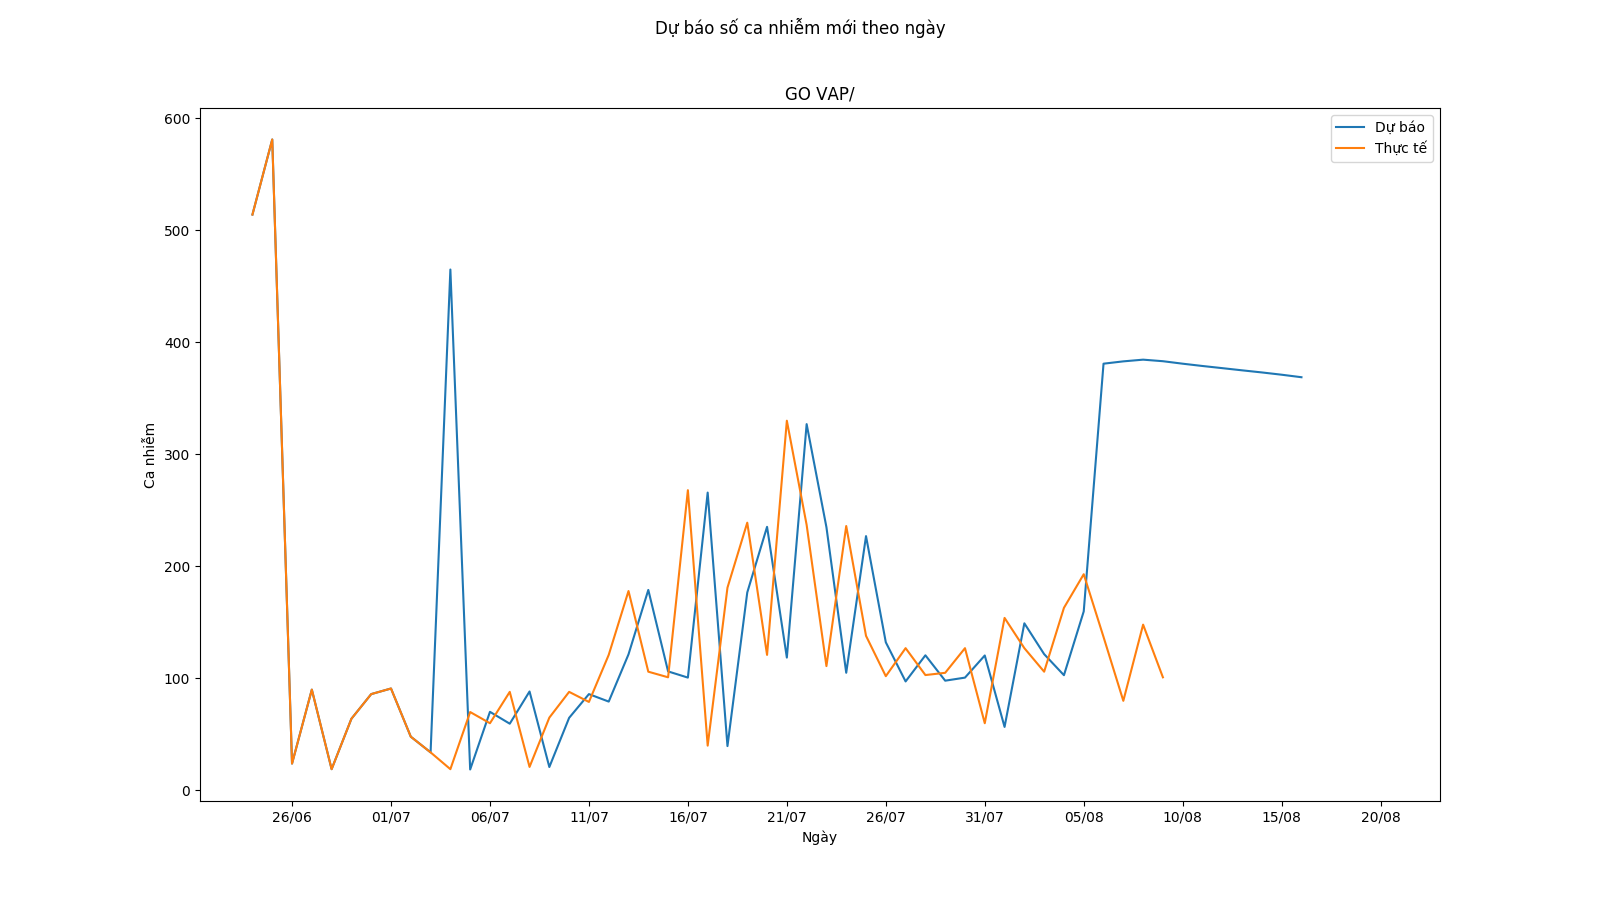 Dự báo số ca nhiễm mới theo ngày
GO VAP/
Dự báo
Thực tế
600
500
400
300
200
100
0
Ca nhiễm
26/06 01/07 06/07 11/07 16/07 21/07 26/07 31/07 05/08 10/08 15/08 20/08
Ngày